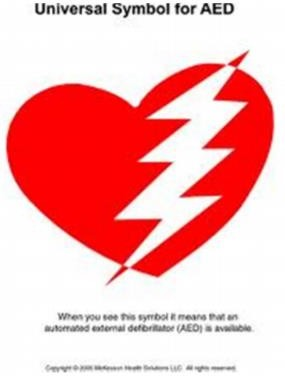 Universal Symbol for AED
When you see this symbol it means that an
automated external defibrillator (AED) is available.
Copyright © 2005 McKesson Health Solutions LLC. All rights reserved.